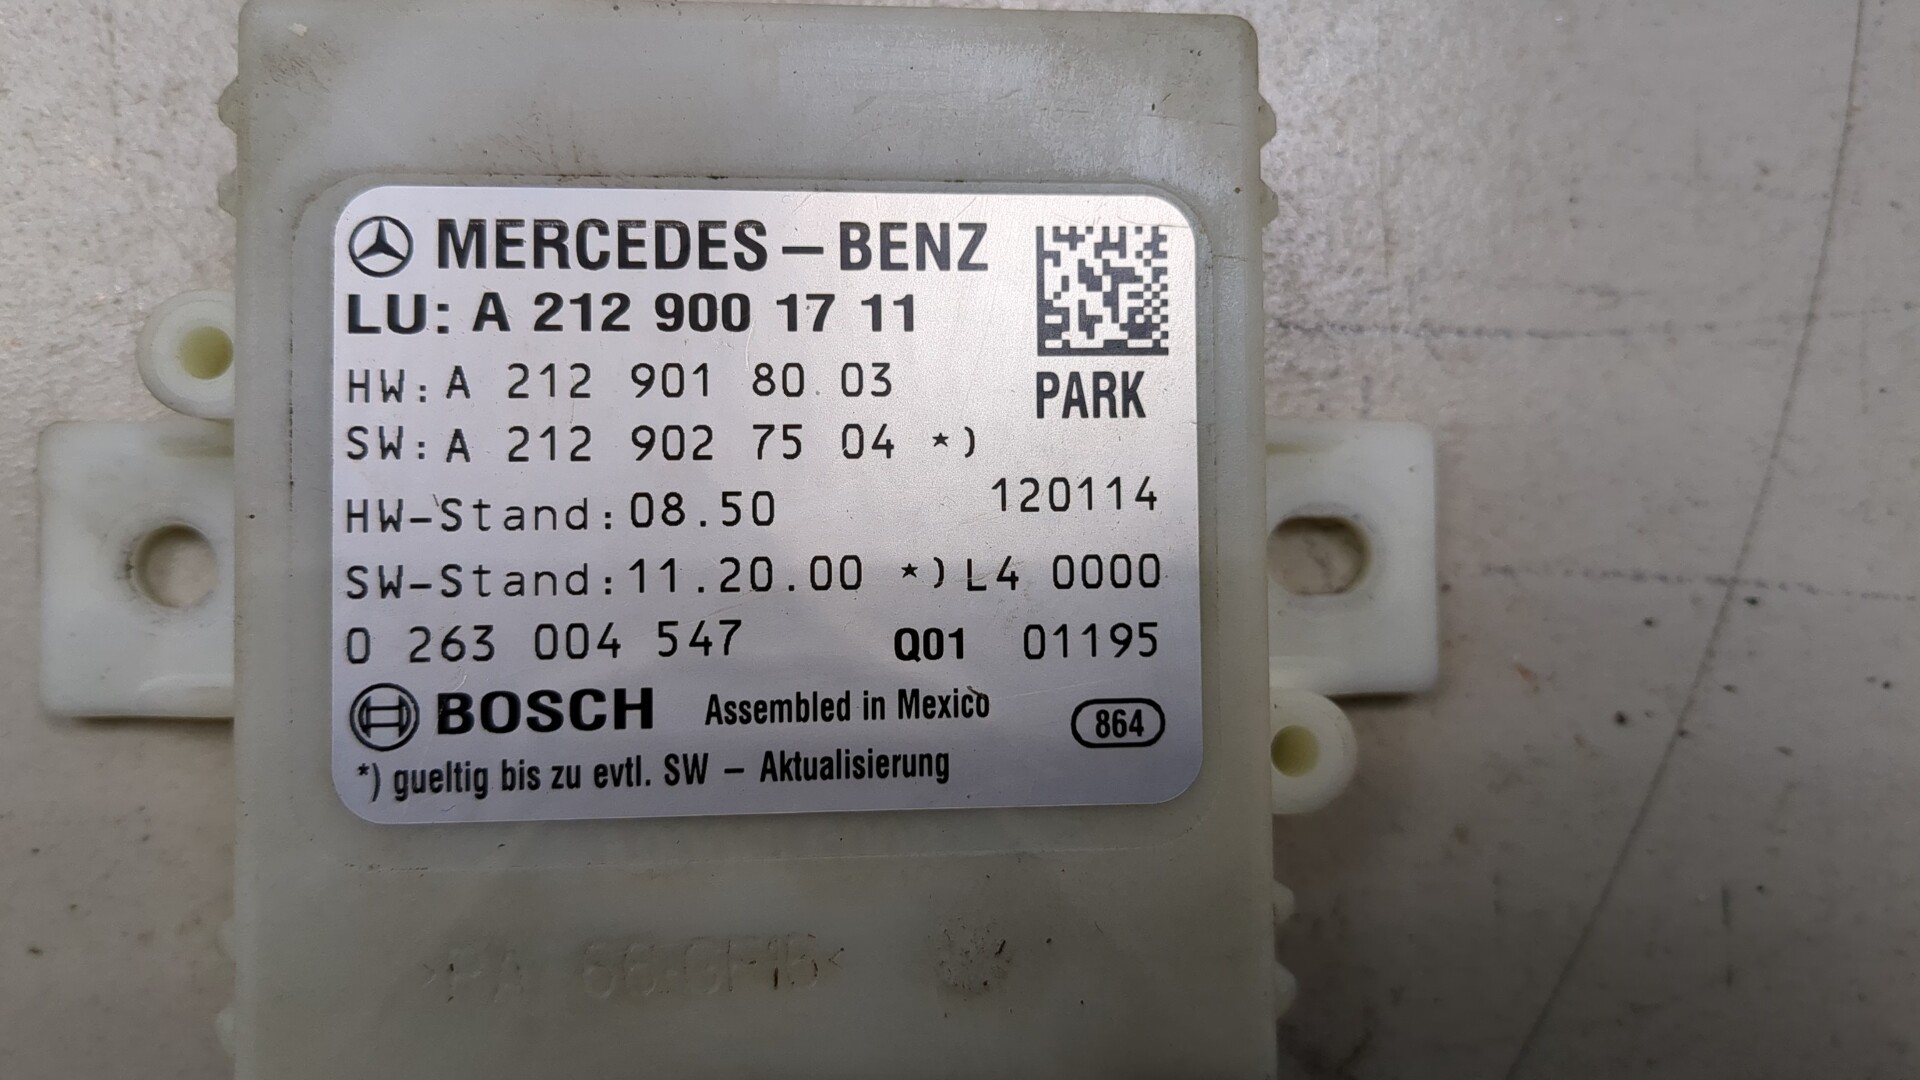 MERCEDES – BENZ
LU: A 212 900 17 11
HW: A 212 901 80 03
PARK
SW: A 212 902 75 04 *)
HW-Stand: 08.50 120114
SW-Stand: 11.20.00 *) L4 0000
0 263 004 547 Q01 01195
BOSCH Assembled in Mexico 864
*) gueltig bis zu evtl. SW – Aktualisierung